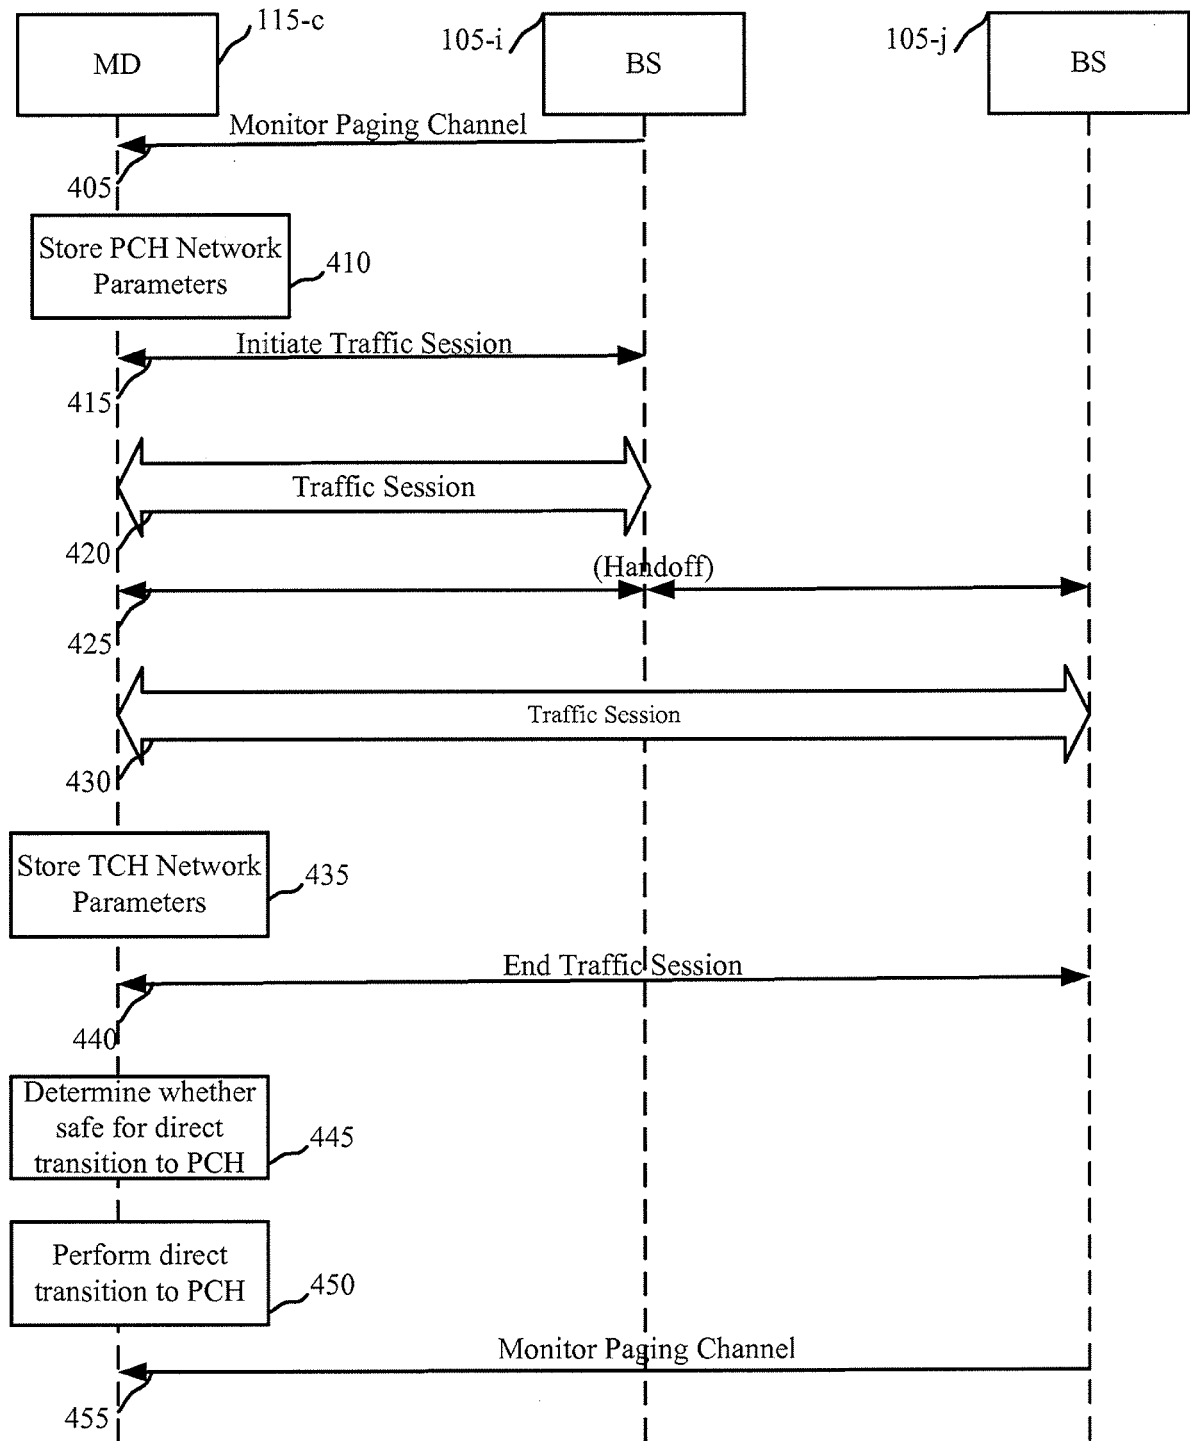 115-c
105-i
105-j
MD
BS
BS
Monitor Paging Channel
405
Store PCH Network
Parameters
410
Initiate Traffic Session
415
Traffic Session
420
(Handoff)
425
Traffic Session
430
Store TCH Network
Parameters
435
End Traffic Session
440
Determine whether
safe for direct
transition to PCH
445
Perform direct
transition to PCH
450
Monitor Paging Channel
455